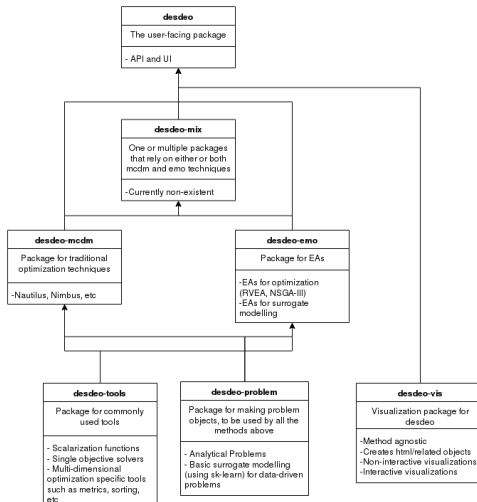 desdeo
The user-facing package
- API and UI
desdeo-mix
One or multiple packages
that rely on either or both
mcdm and emo techniques
-Currently non-existent
desdeo-mcdm
Package for traditional
optimization techniques
-Nautilus, Nimbus, etc
desdeo-emo
Package for EAs
-EAs for optimization
(RVEA, NSGA-III)
-EAs for surrogate
modelling
desdeo-tools
Package for commonly
used tools
- Scalarization functions
- Single objective solvers
- Multi-dimensional
optimization specific tools
such as metrics, sorting,
etc
desdeo-problem
Package for making problem
objects, to be used by all the
methods above
- Analytical Problems
- Basic surrogate modelling
(using sk-learn) for data-driven
problems
desdeo-vis
Visualization package for
desdeo
-Method agnostic
-Creates html/related objects
-Non-interactive visualizations
-Interactive visualizations